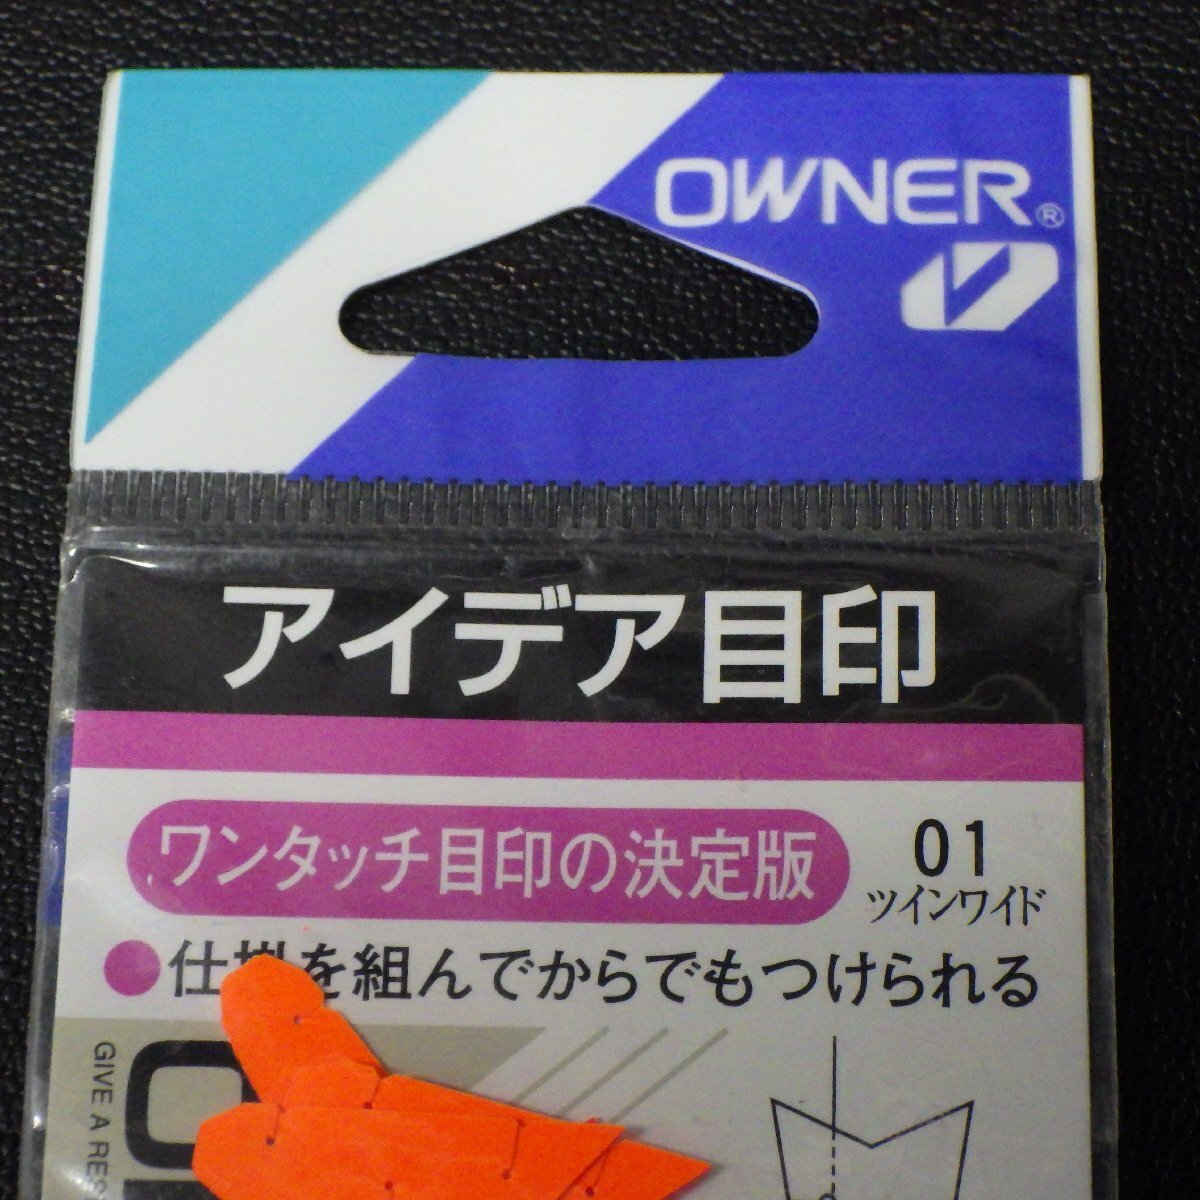 OWNER®
アイデア目印
ワンタッチ目印の決定版
01
ツインワイド
●仕掛を組んでからでもつけられる
GIVE A RES